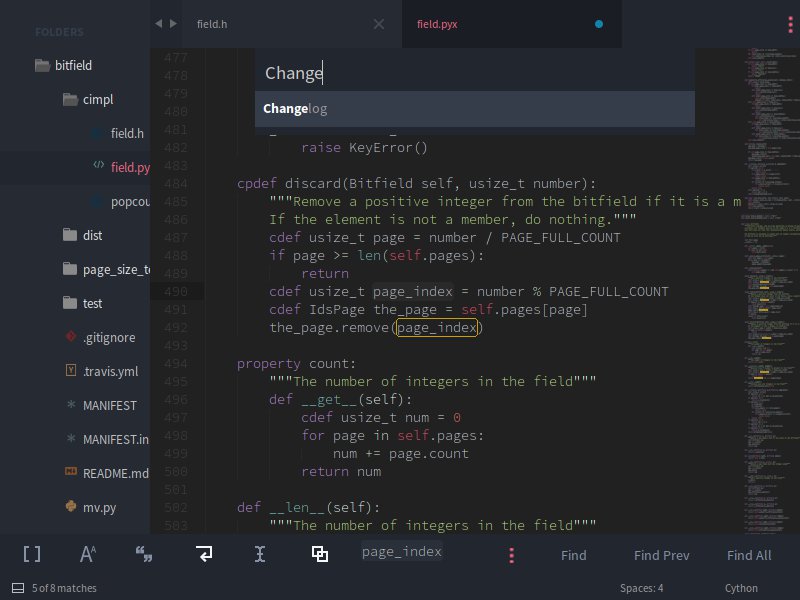 FOLDERS
bitfield
cimpl
field.h
field.py
popcou
dist
page_size_t
test
.gitignore
.travis.yml
MANIFEST
MANIFEST.in
README.md
mv.py
field.h
field.pyx
Change
Changelog
477
478
479
480
481
482 raise KeyError()
483
484 cpdef discard(Bitfield self, usize_t number):
485 """Remove a positive integer from the bitfield if it is a m
486 If the element is not a member, do nothing."""
487 cdef usize_t page = number / PAGE_FULL_COUNT
488 if page >= len(self.pages):
489 return
490 cdef usize_t page_index = number % PAGE_FULL_COUNT
491 cdef IdsPage the_page = self.pages[page]
492 the_page.remove(page_index)
493
494 property count:
495 """The number of integers in the field"""
496 def __get__(self):
497 cdef usize_t num = 0
498 for page in self.pages:
499 num += page.count
500 return num
501
502 def __len__(self):
503 """The number of integers in the field"""
page_index
Find
Find Prev
Find All
5 of 8 matches
Spaces: 4
Cython